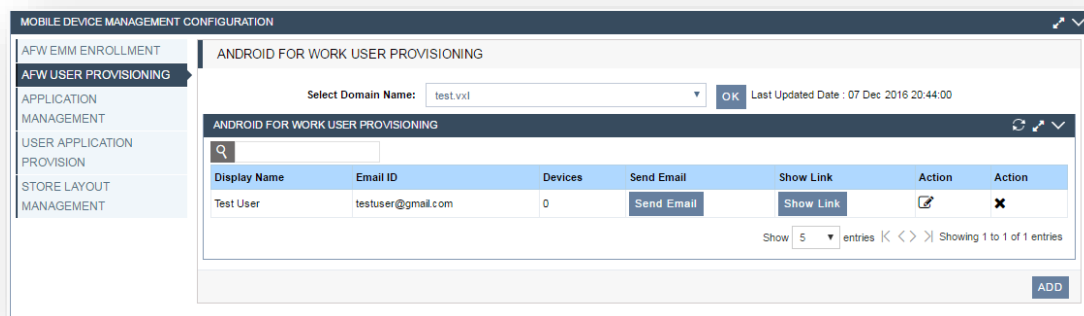 MOBILE DEVICE MANAGEMENT CONFIGURATION
AFW EMM ENROLLMENT
AFW USER PROVISIONING
APPLICATION
MANAGEMENT
USER APPLICATION
PROVISION
STORE LAYOUT
MANAGEMENT
ANDROID FOR WORK USER PROVISIONING
Select Domain Name: test.vxl OK Last Updated Date : 07 Dec 2016 20:44:00
ANDROID FOR WORK USER PROVISIONING
Display Name Email ID Devices Send Email Show Link Action Action
Test User testuser@gmail.com 0 Send Email Show Link
Show 5 entries Showing 1 to 1 of 1 entries
ADD